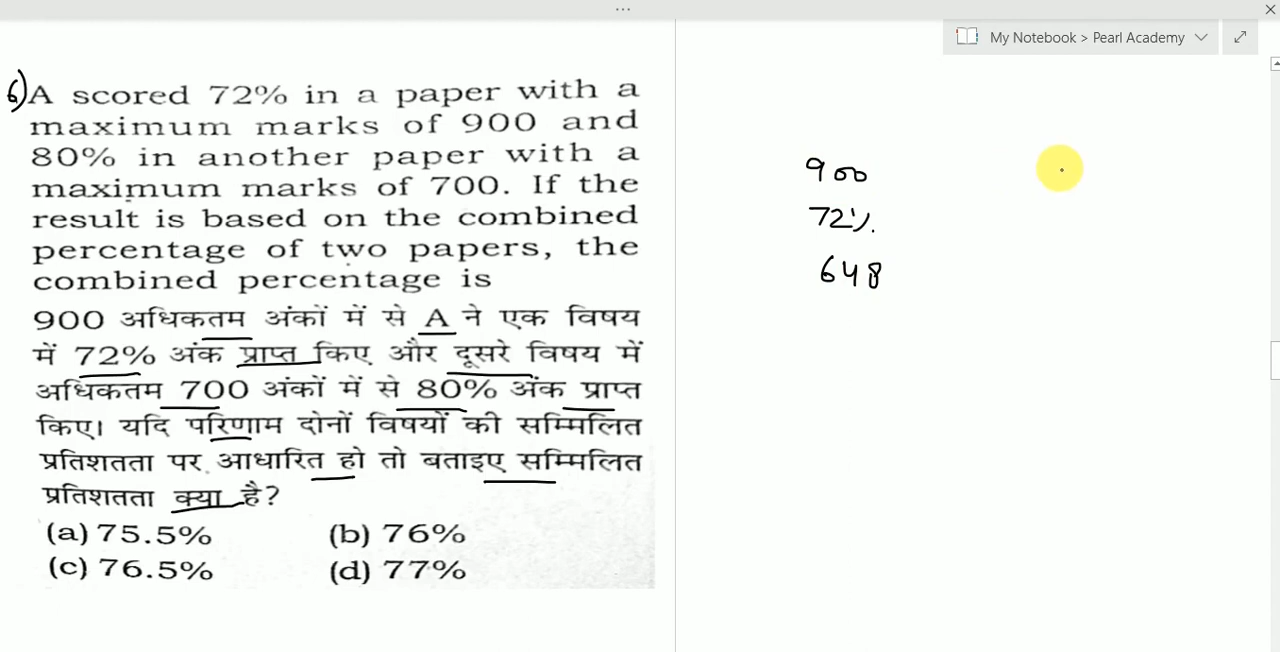 My Notebook > Pearl Academy
6) A scored 72% in a paper with a
maximum marks of 900 and
80% in another paper with a
maximum marks of 700. If the
result is based on the combined
percentage of two papers, the
combined percentage is
900 अधिकतम अंकों में से A ने एक विषय
में 72% अंक प्राप्त किए और दूसरे विषय में
अधिकतम 700 अंकों में से 80% अंक प्राप्त
किए। यदि परिणाम दोनों विषयों की सम्मिलित
प्रतिशतता पर आधारित हो तो बताइए सम्मिलित
प्रतिशतता क्या है?
(a) 75.5% (b) 76%
(c) 76.5% (d) 77%
900
72%.
648